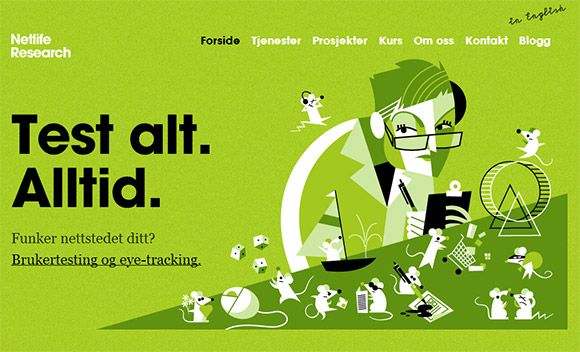 In English
Netlife
Research
Forside Tjenester Prosjekter Kurs Om oss Kontakt Blogg
Test alt.
Alltid.
Funker nettstedet ditt?
Brukertesting og eye-tracking.